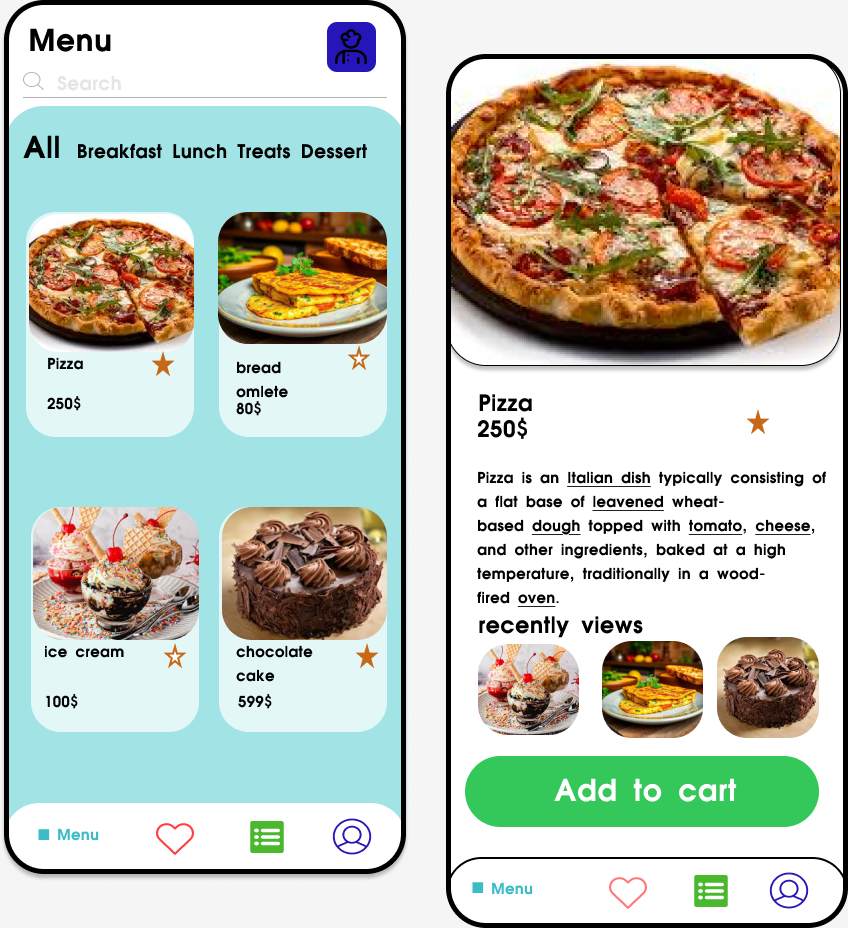 Menu
Search
All Breakfast Lunch Treats Dessert
Pizza
250$
bread
omlete
80$
ice cream
100$
chocolate
cake
599$
Menu
Pizza
250$
Pizza is an Italian dish typically consisting of
a flat base of leavened wheat-
based dough topped with tomato, cheese,
and other ingredients, baked at a high
temperature, traditionally in a wood-
fired oven.
recently views
Add to cart
Menu